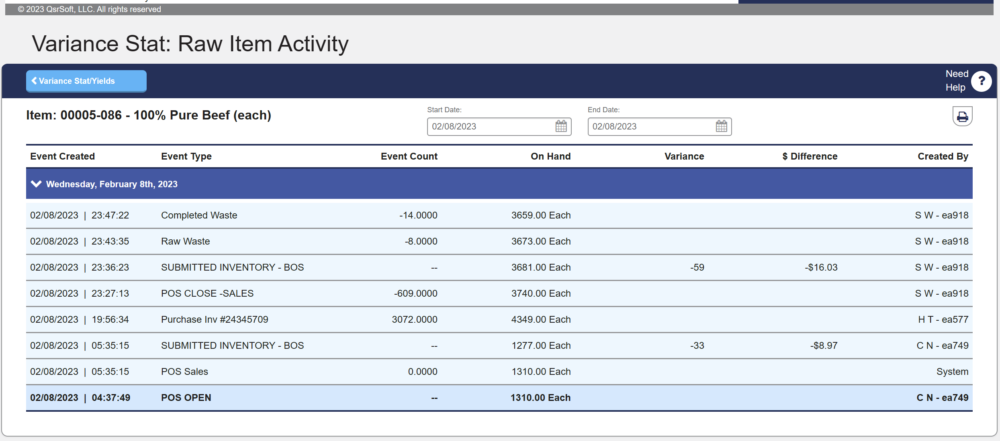 © 2023 QsrSoft, LLC. All rights reserved
Variance Stat: Raw Item Activity
Variance Stat/Yields
Need
Help
?
Item: 00005-086 - 100% Pure Beef (each)
Start Date:
02/08/2023
End Date:
02/08/2023
Event Created Event Type Event Count On Hand Variance $ Difference Created By
Wednesday, February 8th, 2023
02/08/2023 | 23:47:22 Completed Waste -14.0000 3659.00 Each S W - ea918
02/08/2023 | 23:43:35 Raw Waste -8.0000 3673.00 Each S W - ea918
02/08/2023 | 23:36:23 SUBMITTED INVENTORY - BOS -- 3681.00 Each -59 -$16.03 S W - ea918
02/08/2023 | 23:27:13 POS CLOSE -SALES -609.0000 3740.00 Each S W - ea918
02/08/2023 | 19:56:34 Purchase Inv #24345709 3072.0000 4349.00 Each H T - ea577
02/08/2023 | 05:35:15 SUBMITTED INVENTORY - BOS -- 1277.00 Each -33 -$8.97 C N - ea749
02/08/2023 | 05:35:15 POS Sales 0.0000 1310.00 Each System
02/08/2023 | 04:37:49 POS OPEN -- 1310.00 Each C N - ea749